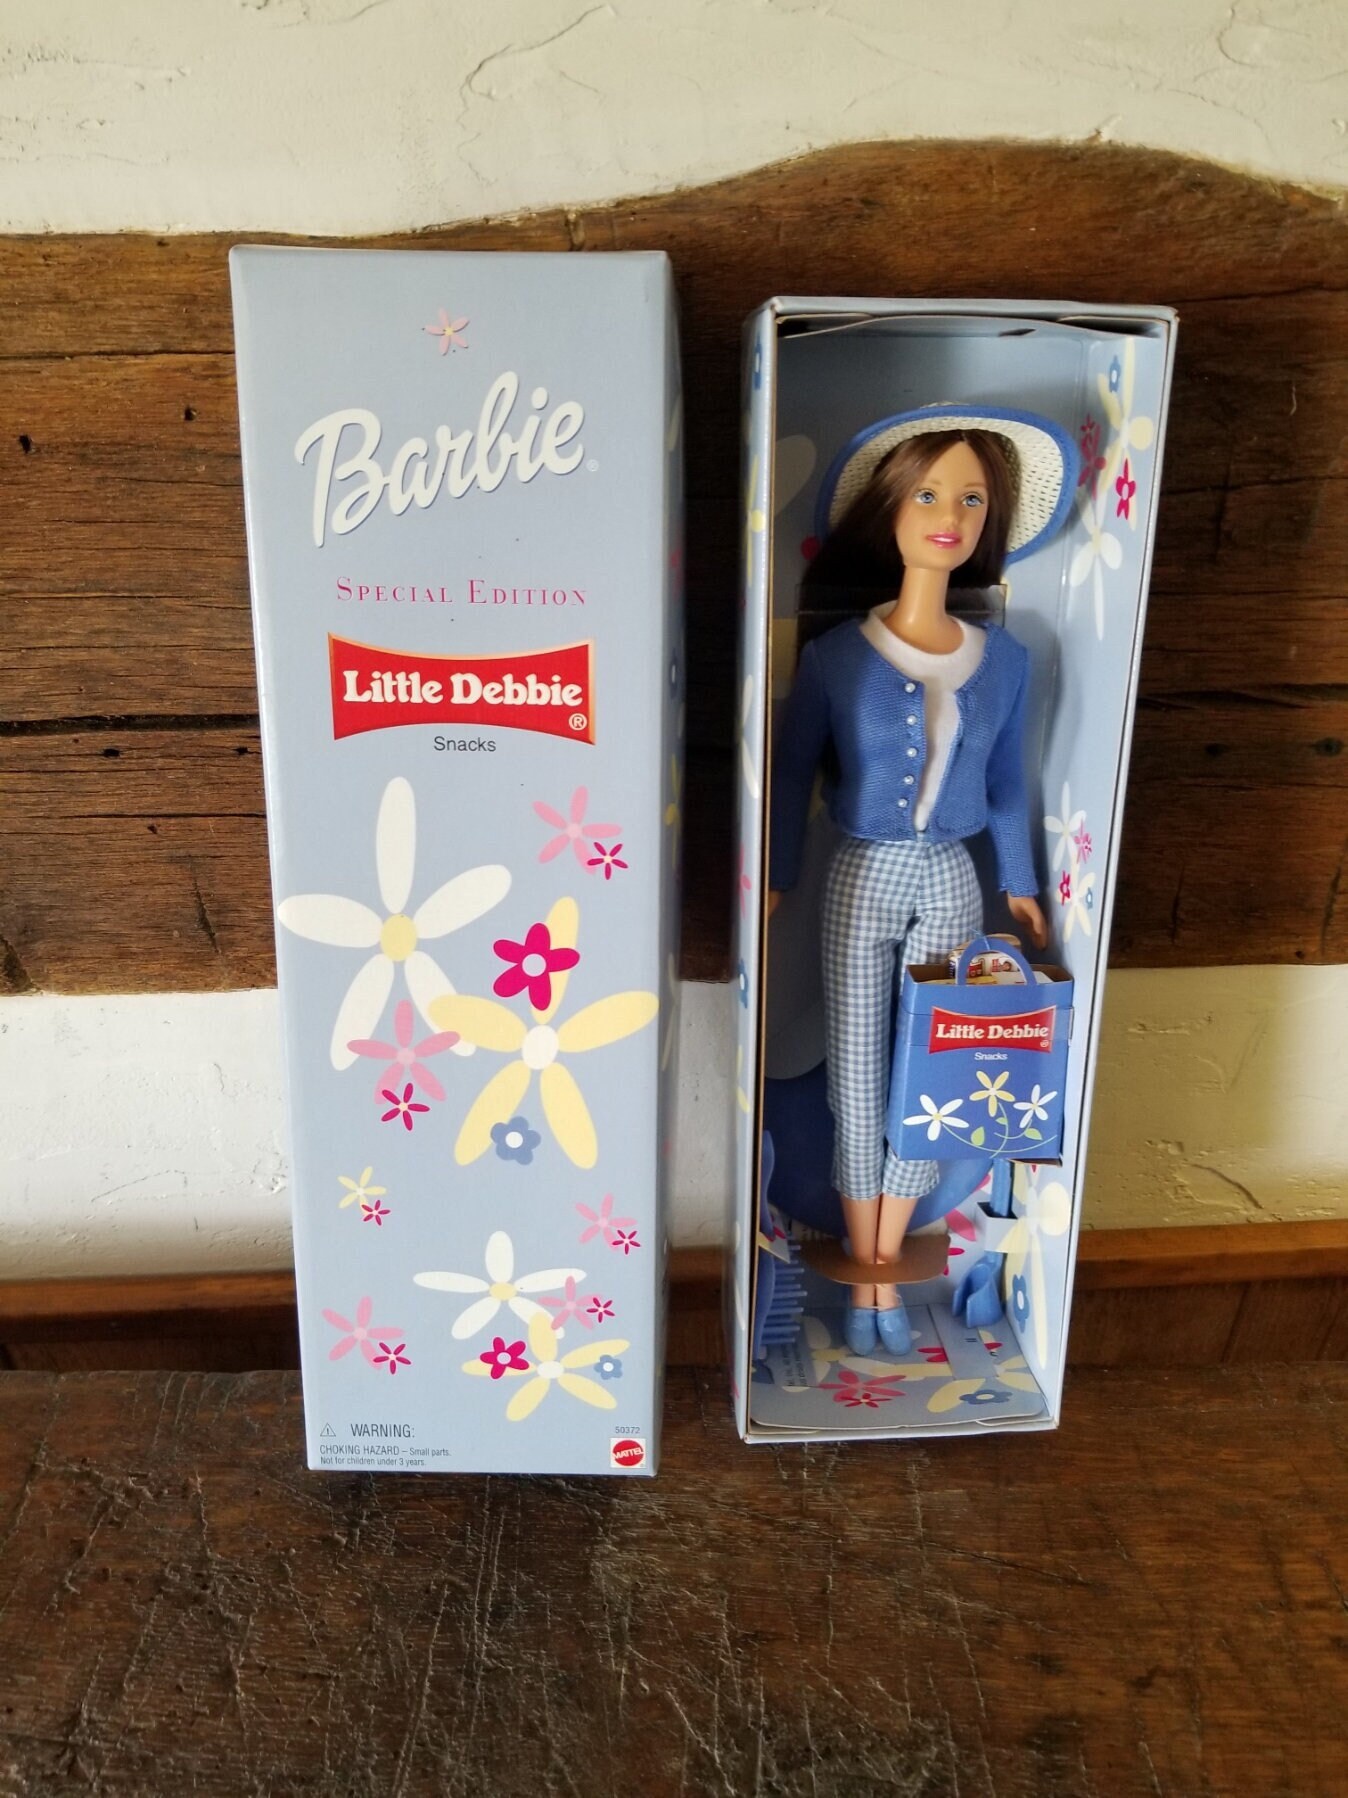 Barbie®
SPECIAL EDITION
Little Debbie
®
Snacks
WARNING:
CHOKING HAZARD – Small parts.
Not for children under 3 years.
50372
MATTEL
Little Debbie
®
Snacks